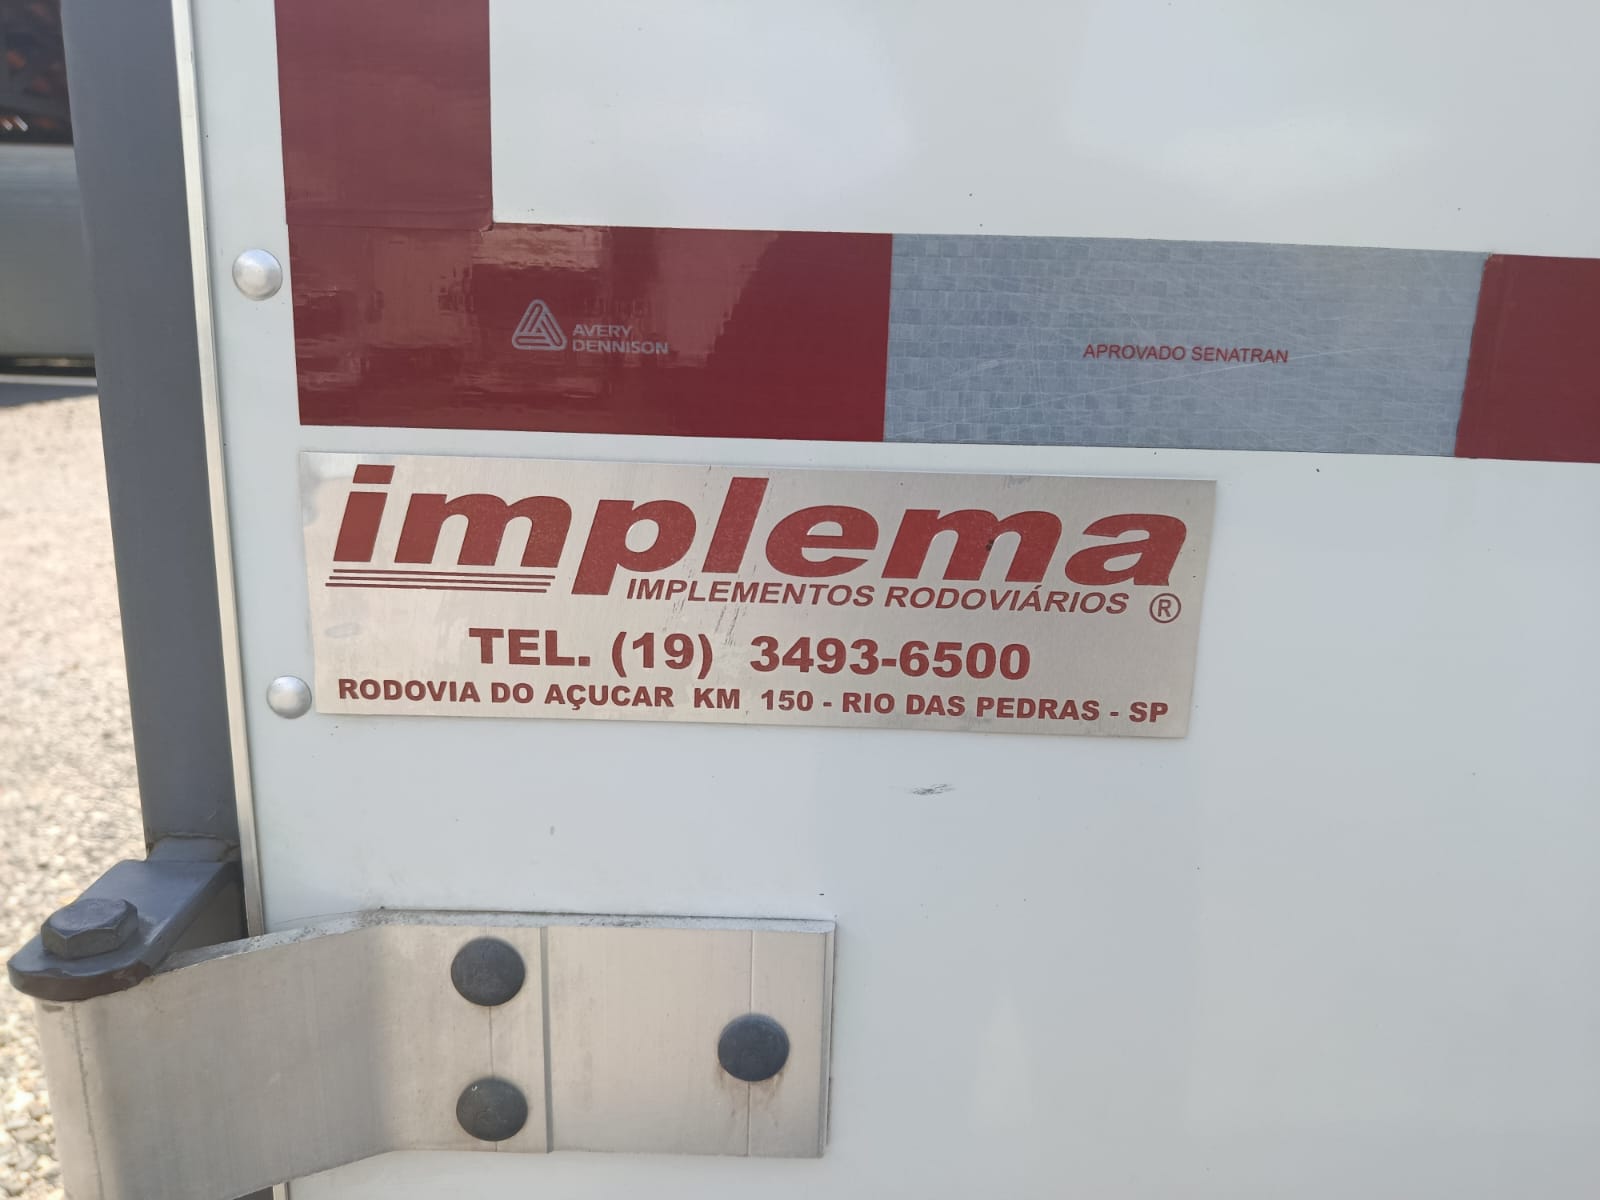 AVERY
DENNISON
APROVADO SENATRAN
implema
IMPLEMENTOS RODOVIÁRIOS ®
TEL. (19) 3493-6500
RODOVIA DO AÇUCAR KM 150 - RIO DAS PEDRAS - SP